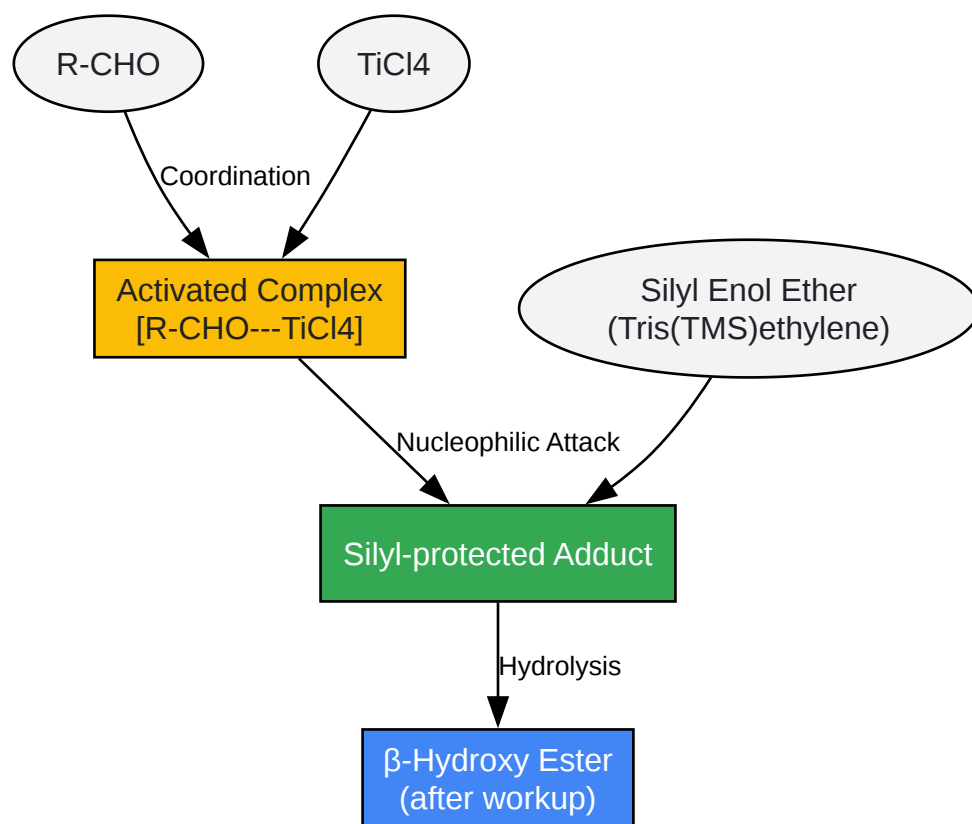 R-CHO
TiCl4
Coordination
Activated Complex
[R-CHO---TiCl4]
Silyl Enol Ether
(Tris(TMS)ethylene)
Nucleophilic Attack
Silyl-protected Adduct
Hydrolysis
β-Hydroxy Ester
(after workup)